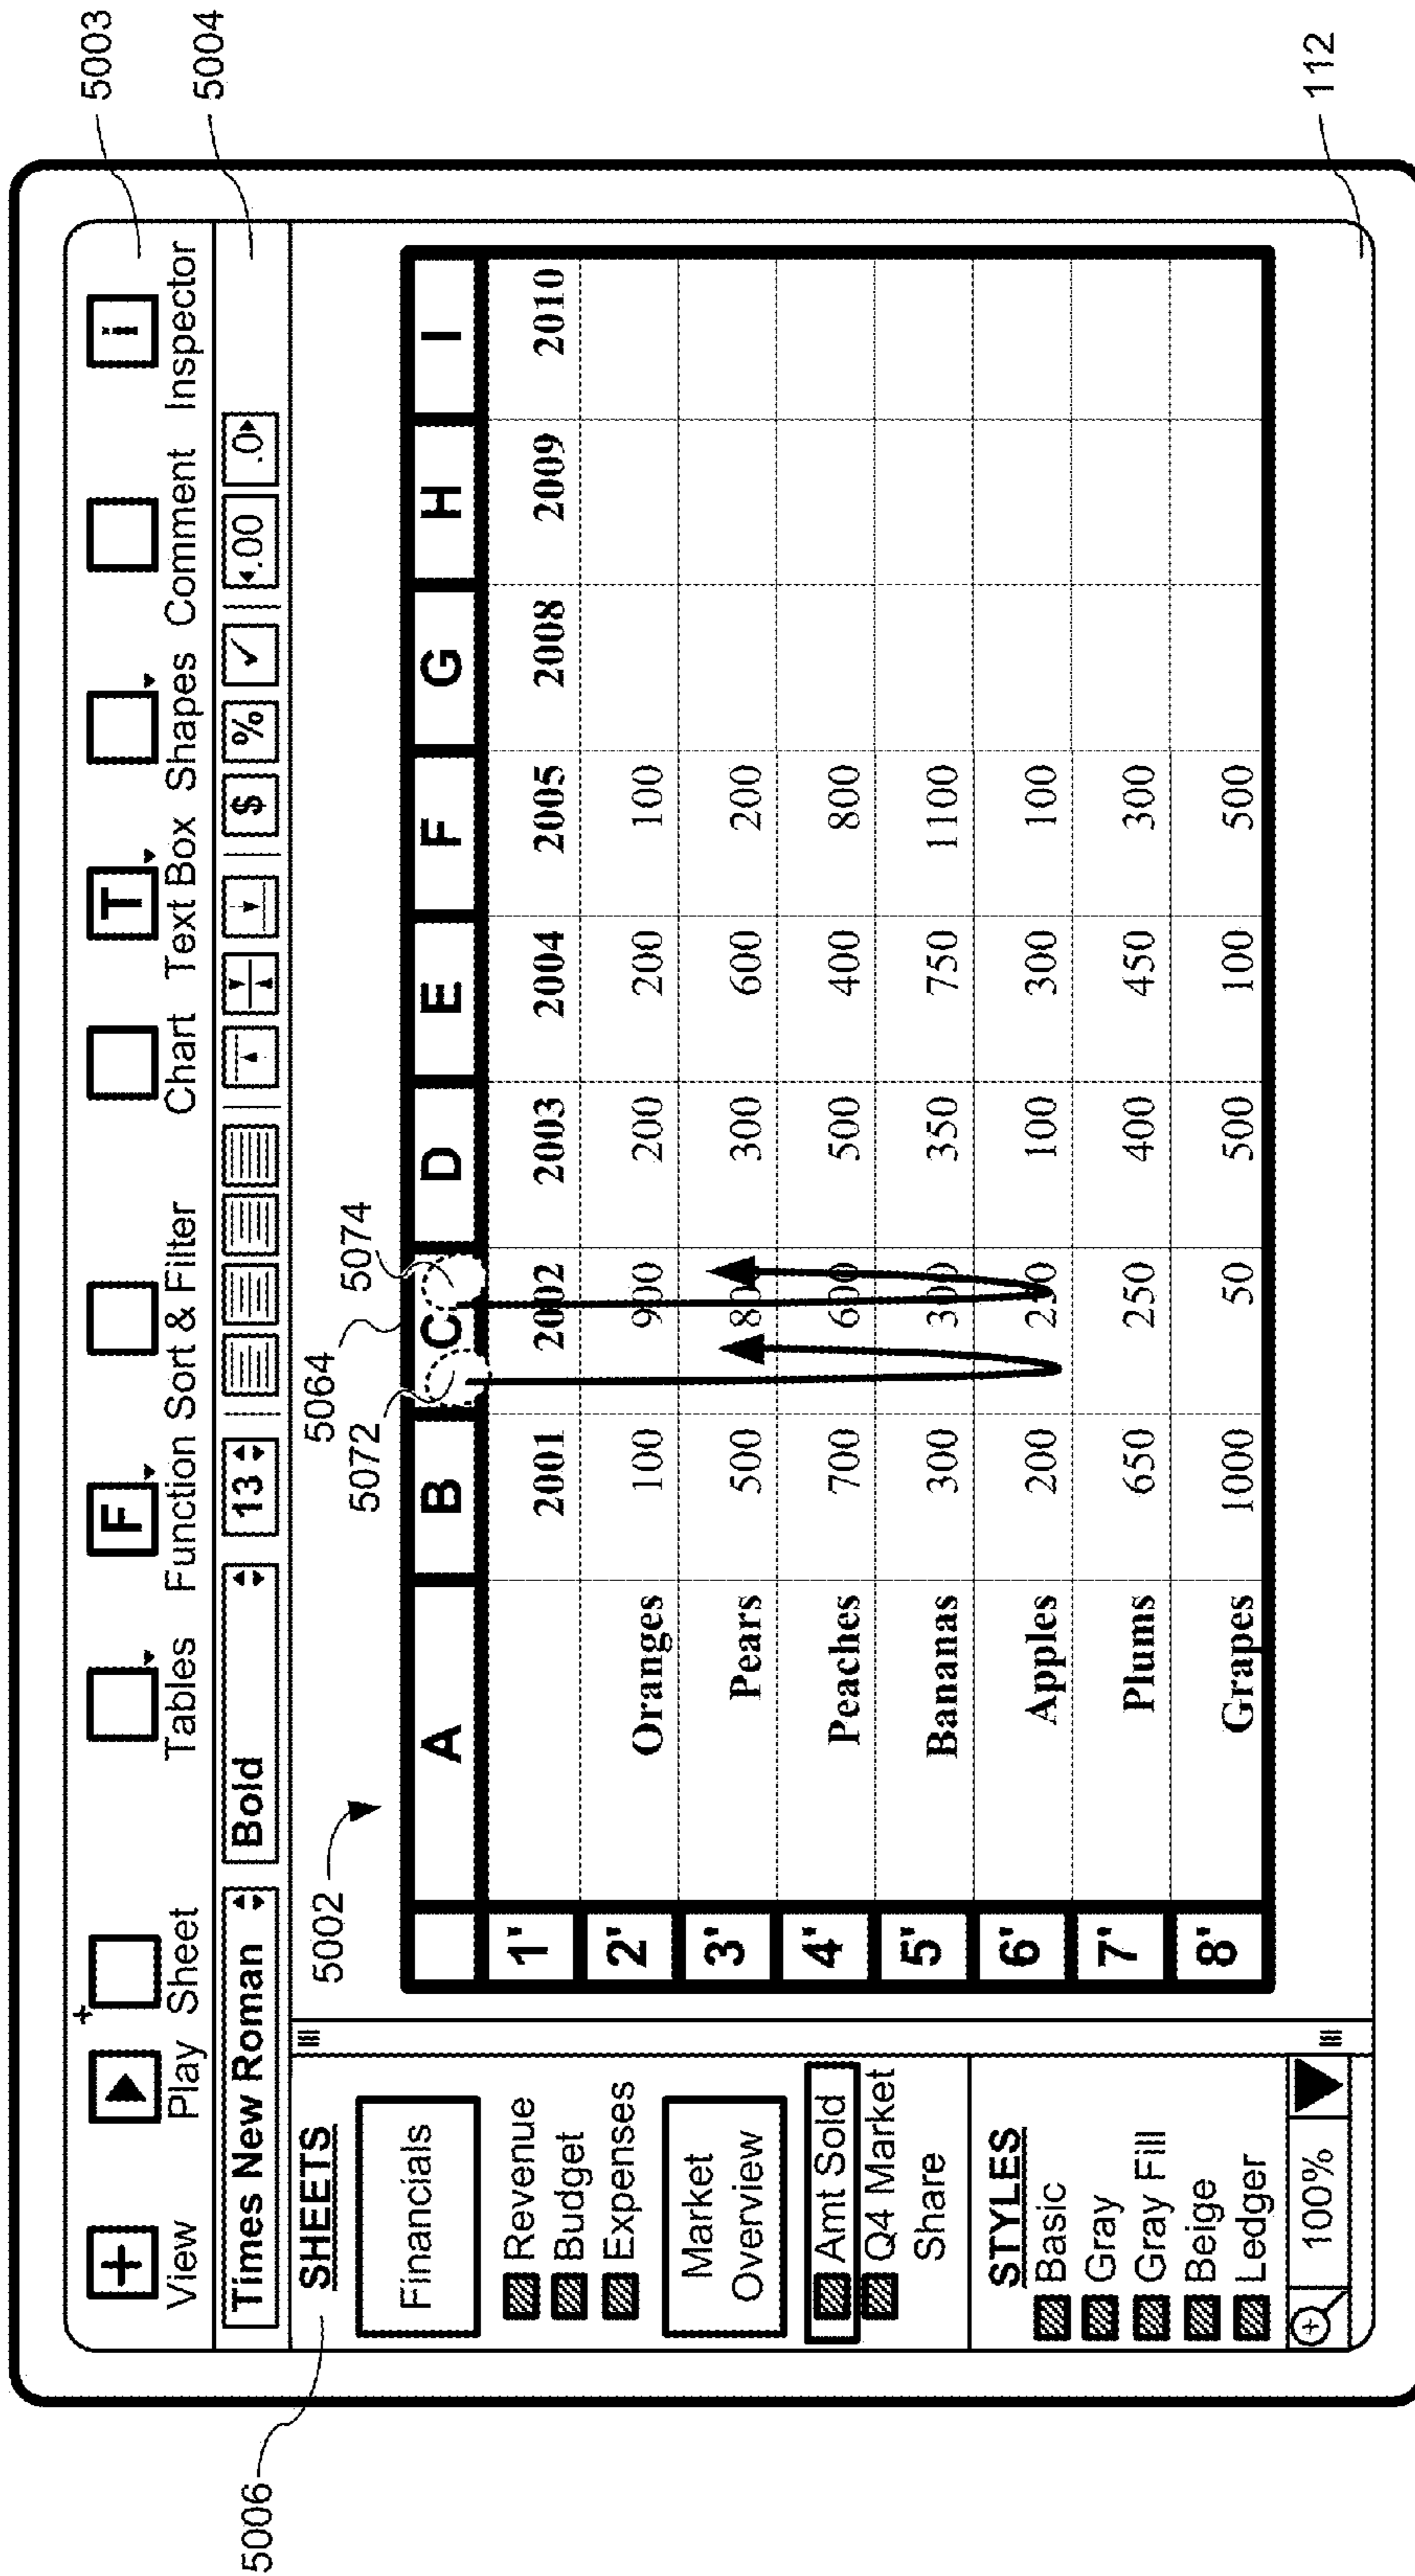 5003
5004
View Play Sheet Tables Function Sort & Filter Chart Text Box Shapes Comment Inspector
+ F T i
Times New Roman Bold 13 $ % ✓ .00 .0
5006
SHEETS
Financials
Revenue
Budget
Expenses
Market
Overview
Amt Sold
Q4 Market
Share
STYLES
Basic
Gray
Gray Fill
Beige
Ledger
100%
5002
5072
5064
5074
A B C D E F G H I
1' 2001 2002 2003 2004 2005 2008 2009 2010
2' Oranges 100 900 200 200 100
3' Pears 500 800 300 600 200
4' Peaches 700 600 500 400 800
5' Bananas 300 300 350 750 1100
6' Apples 200 250 100 300 100
7' Plums 650 250 400 450 300
8' Grapes 1000 50 500 100 500
112